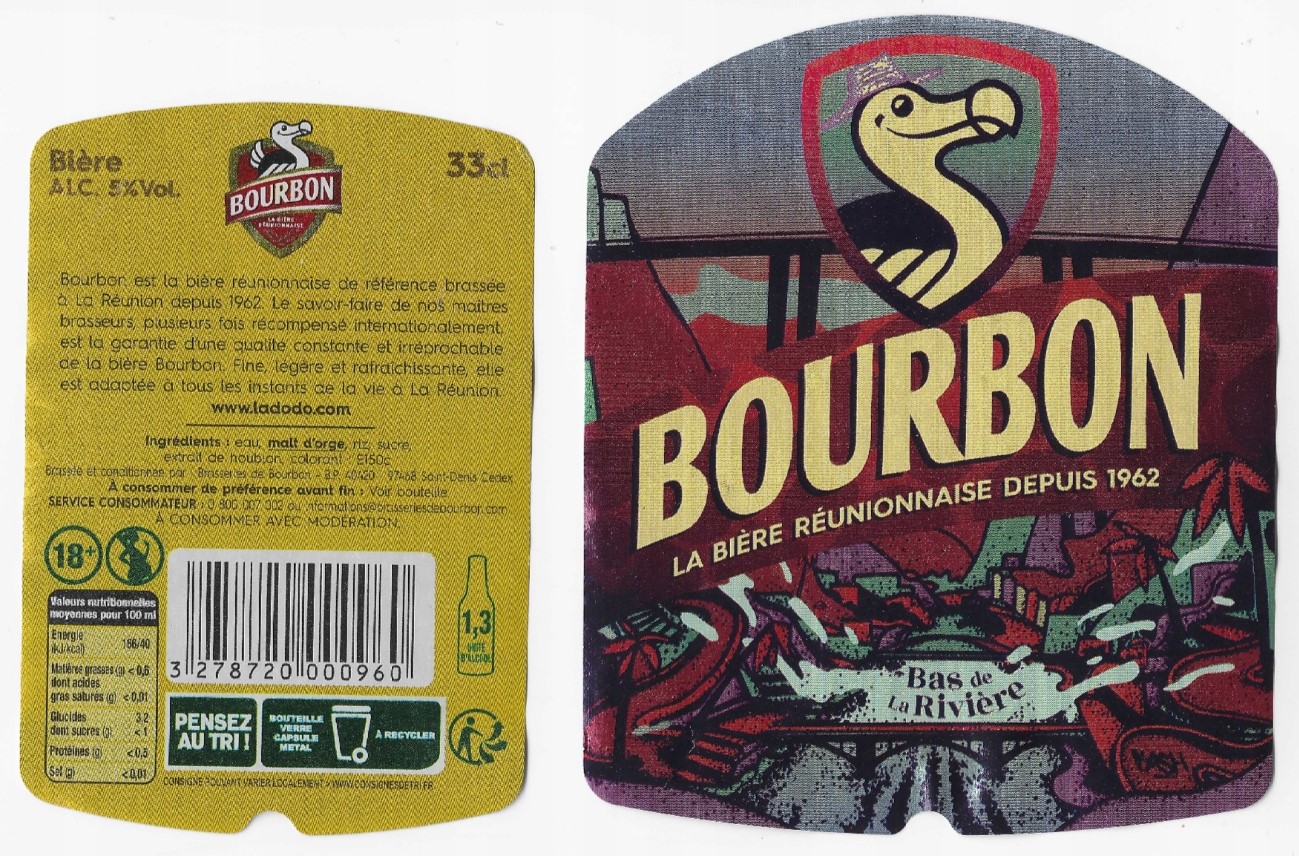 Bière
ALC. 5%Vol.
33cl
BOURBON
LA BIÈRE
RÉUNIONNAISE
Bourbon est la bière réunionnaise de référence brassée
à La Réunion depuis 1962. Le savoir-faire de nos maîtres
brasseurs, plusieurs fois récompensé internationalement,
est la garantie d'une qualité constante et irréprochable
de la bière Bourbon. Fine, légère et rafraîchissante, elle
est adaptée à tous les instants de la vie à La Réunion.
www.ladodo.com
Ingrédients : eau, malt d'orge, riz, sucre,
extrait de houblon, colorant : E150c
Brassée et conditionnée par : Brasseries de Bourbon - B.P. 40420 - 97468 Saint-Denis Cedex
À consommer de préférence avant fin : Voir bouteille
SERVICE CONSOMMATEUR ou informations@brasseriesdebourbon.com
À CONSOMMER AVEC MODÉRATION.
18+
Valeurs nutritionnelles
moyennes pour 100 ml
Energie
(kJ/kcal) 166/40
Matières grasses (g) < 0,5
dont acides
gras saturés (g) < 0,01
Glucides 3,2
dont sucres (g) < 1
Protéines (g) < 0,5
Sel (g) < 0,01
3 278720 000960
1,3
UNITÉ
D'ALCOOL
PENSEZ
AU TRI !
BOUTEILLE
VERRE
CAPSULE
MÉTAL
À RECYCLER
CONSIGNE POUVANT VARIER LOCALEMENT > WWW.CONSIGNESDETRI.FR
BOURBON
LA BIÈRE RÉUNIONNAISE DEPUIS 1962
Bas de
La Rivière